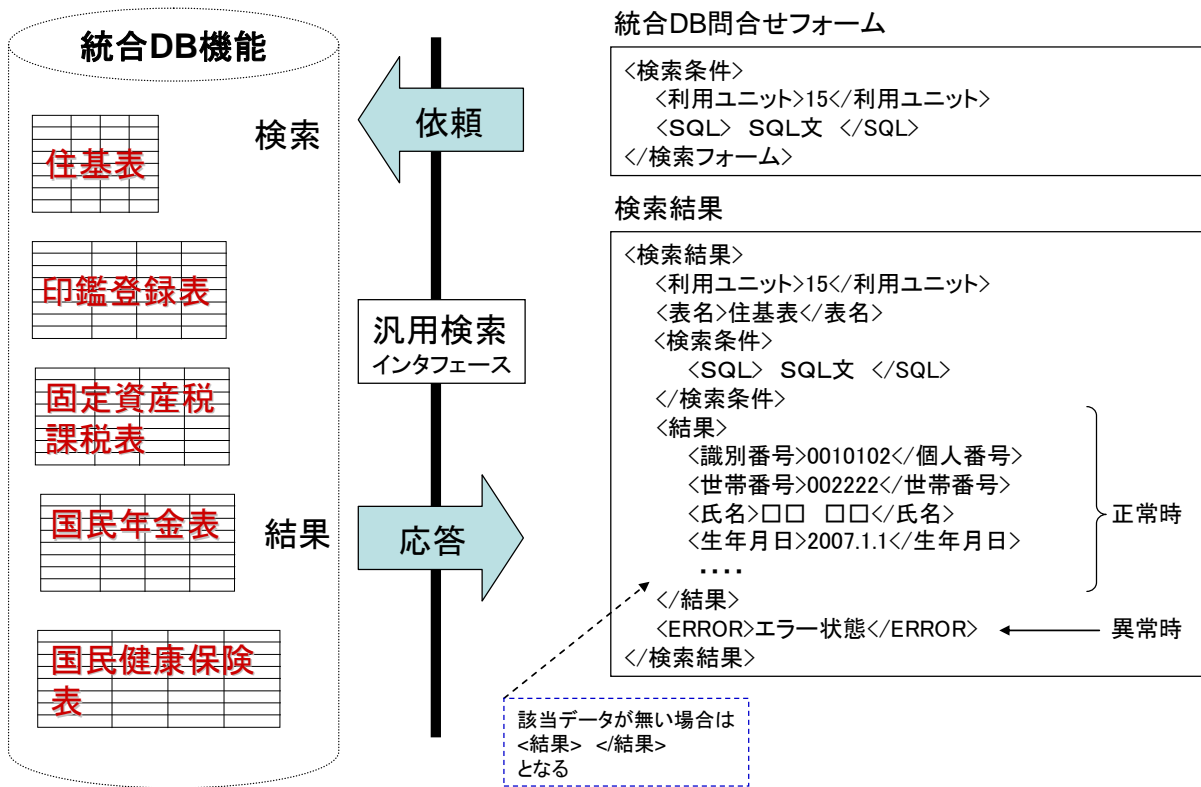 統合DB機能
検索
住基表
印鑑登録表
固定資産税
課税表
国民年金表
結果
国民健康保険
表
依頼
汎用検索
インタフェース
応答
統合DB問合せフォーム
<検索条件>
<利用ユニット>15</利用ユニット>
<SQL> SQL文 </SQL>
</検索フォーム>
検索結果
<検索結果>
<利用ユニット>15</利用ユニット>
<表名>住基表</表名>
<検索条件>
<SQL> SQL文 </SQL>
</検索条件>
<結果>
<識別番号>0010102</個人番号>
<世帯番号>002222</世帯番号>
<氏名>□□ □□</氏名>
<生年月日>2007.1.1</生年月日>
・・・・
</結果>
<ERROR>エラー状態</ERROR>
</検索結果>
正常時
異常時
該当データが無い場合は
<結果> </結果>
となる